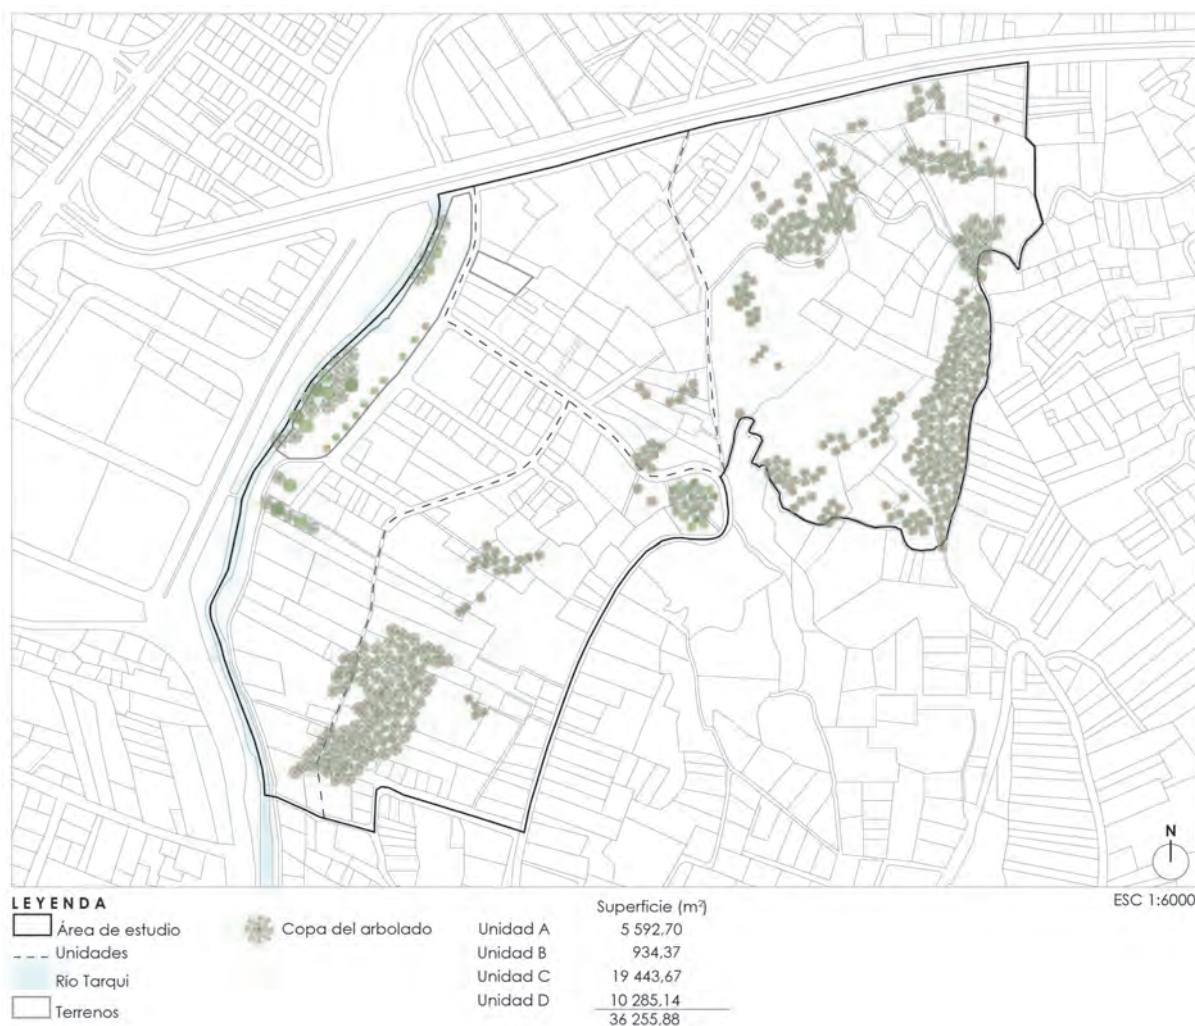 N
ESC 1:6000
LEYENDA
Área de estudio
Unidades
Río Tarqui
Terrenos
Copa del arbolado
Superficie (m²)
Unidad A 5 592,70
Unidad B 934,37
Unidad C 19 443,67
Unidad D 10 285,14
36 255,88